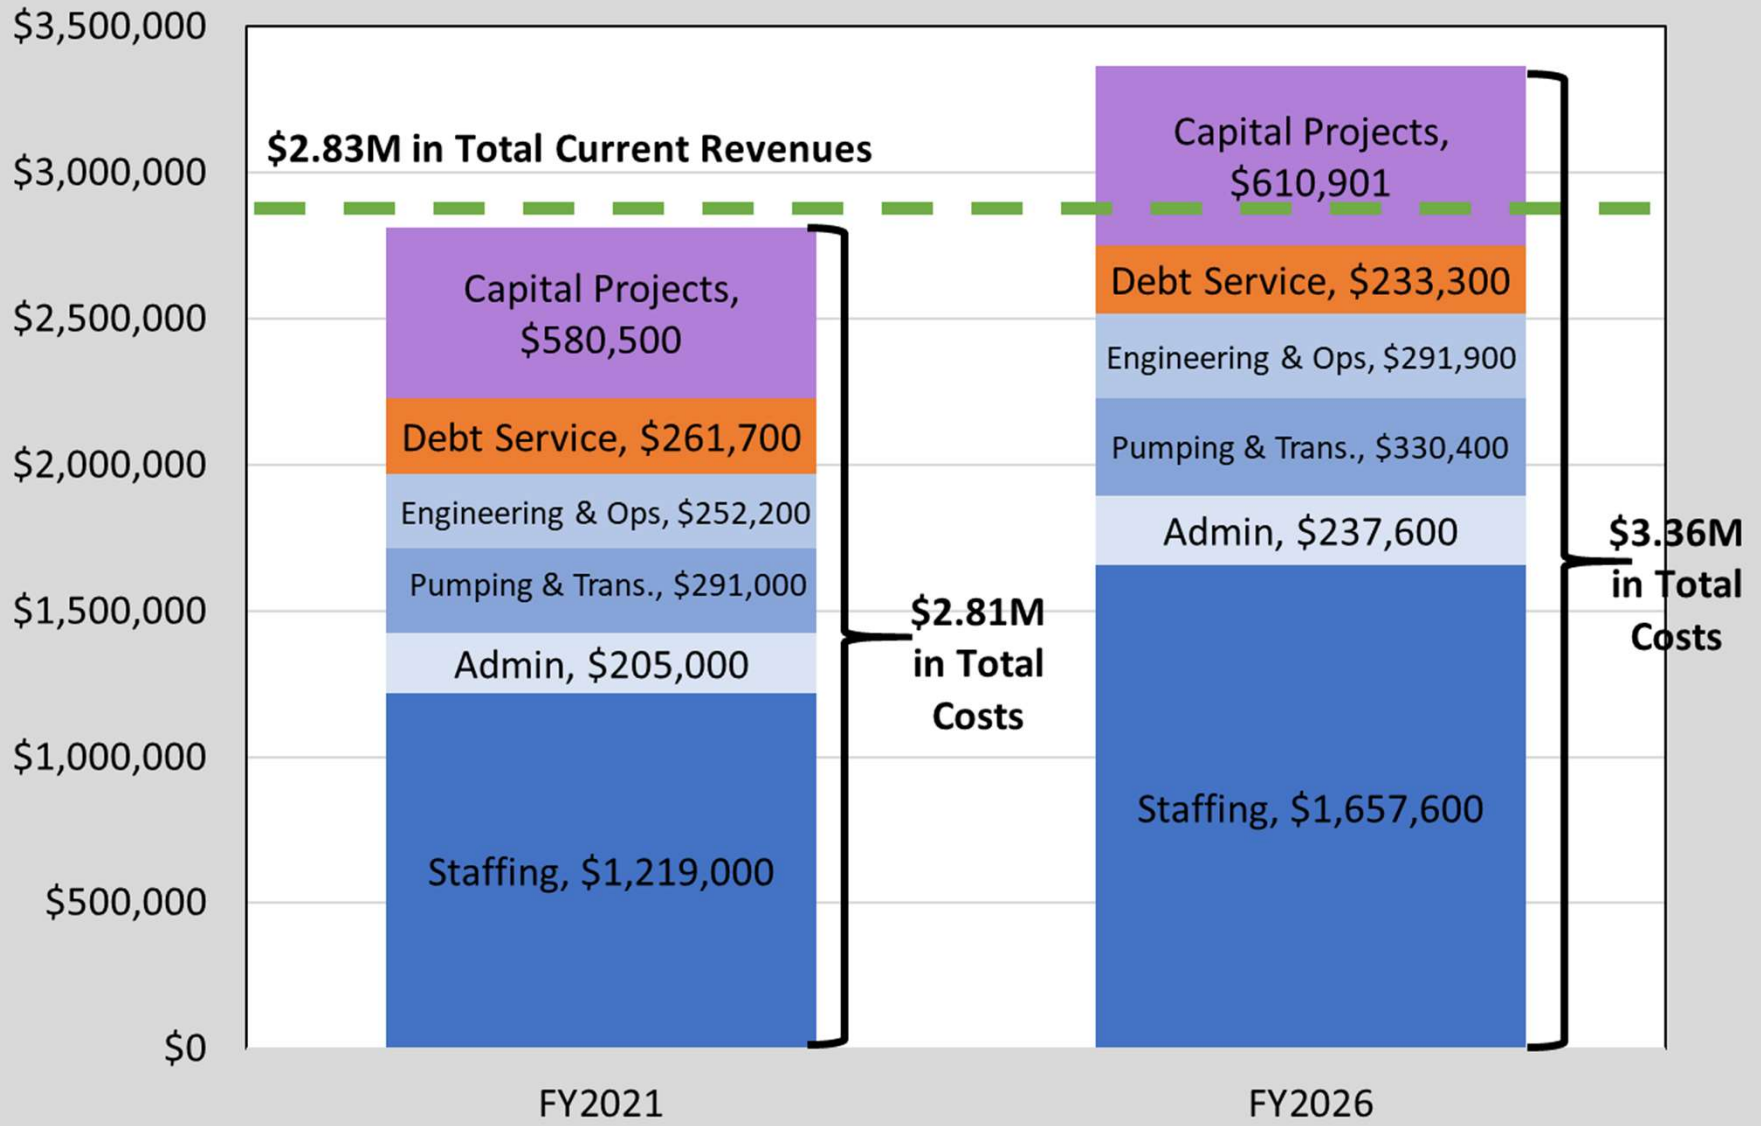 $3,500,000
$3,000,000
$2,500,000
$2,000,000
$1,500,000
$1,000,000
$500,000
$0
$2.83M in Total Current Revenues
Capital Projects,
$580,500
Debt Service, $261,700
Engineering & Ops, $252,200
Pumping & Trans., $291,000
Admin, $205,000
Staffing, $1,219,000
$2.81M
in Total
Costs
Capital Projects,
$610,901
Debt Service, $233,300
Engineering & Ops, $291,900
Pumping & Trans., $330,400
Admin, $237,600
Staffing, $1,657,600
$3.36M
in Total
Costs
FY2021
FY2026